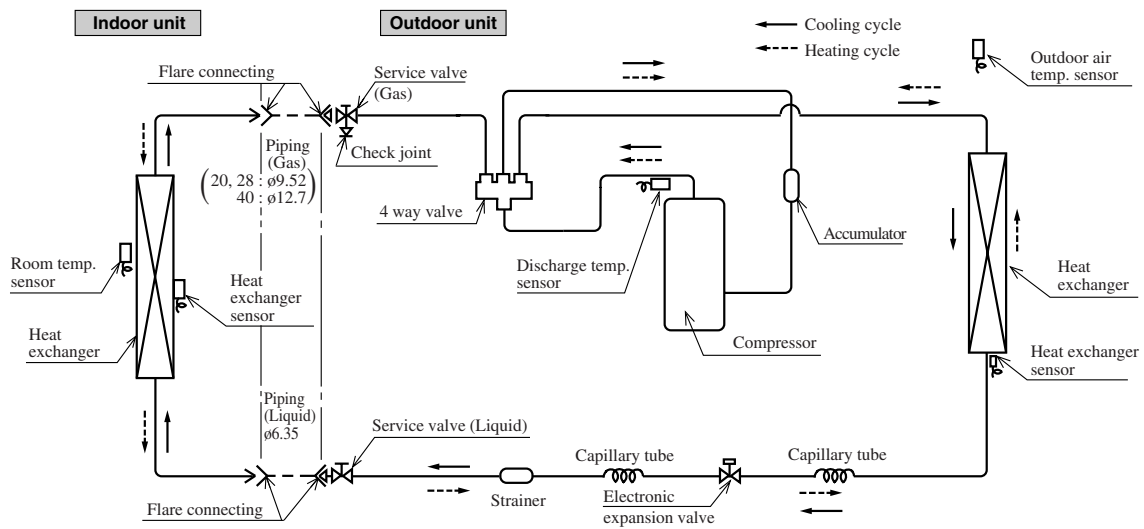 Indoor unit
Outdoor unit
Cooling cycle
Heating cycle
Outdoor air
temp. sensor
Flare connecting
Service valve
(Gas)
Check joint
Piping
(Gas)
20, 28 : ø9.52
40 : ø12.7
4 way valve
Discharge temp.
sensor
Accumulator
Compressor
Room temp.
sensor
Heat
exchanger
sensor
Heat
exchanger
Heat
exchanger
Heat exchanger
sensor
Piping
(Liquid)
ø6.35
Service valve (Liquid)
Flare connecting
Strainer
Capillary tube
Electronic
expansion valve
Capillary tube